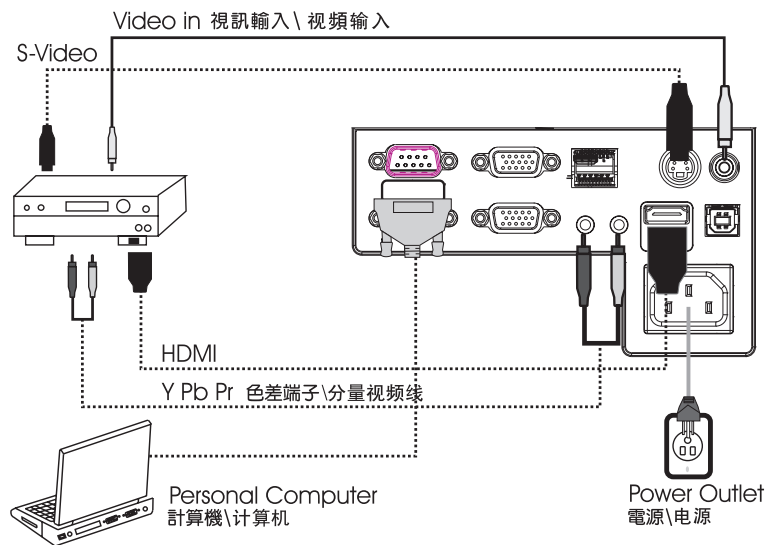 Video in 視訊輸入\ 视頻输入
S-Video
HDMI
Y Pb Pr 色差端子\分量视频线
Personal Computer
計算機\计算机
Power Outlet
電源\电源